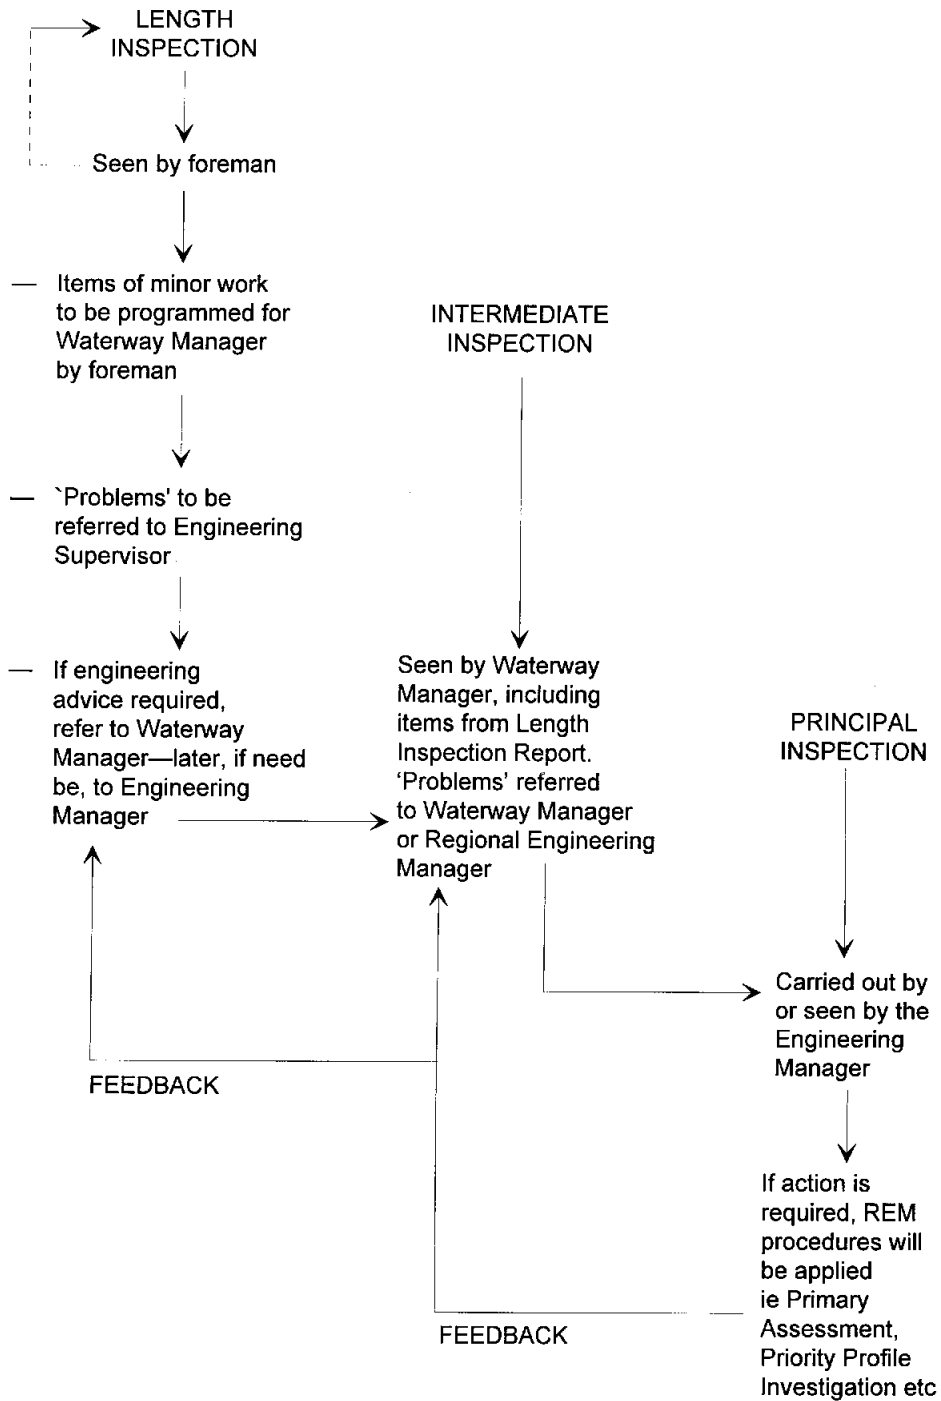 LENGTH
INSPECTION
Seen by foreman
— Items of minor work
to be programmed for
Waterway Manager
by foreman
— `Problems' to be
referred to Engineering
Supervisor
— If engineering
advice required,
refer to Waterway
Manager—later, if need
be, to Engineering
Manager
FEEDBACK
INTERMEDIATE
INSPECTION
Seen by Waterway
Manager, including
items from Length
Inspection Report.
‘Problems’ referred
to Waterway Manager
or Regional Engineering
Manager
FEEDBACK
PRINCIPAL
INSPECTION
Carried out by
or seen by the
Engineering
Manager
If action is
required, REM
procedures will
be applied
ie Primary
Assessment,
Priority Profile
Investigation etc